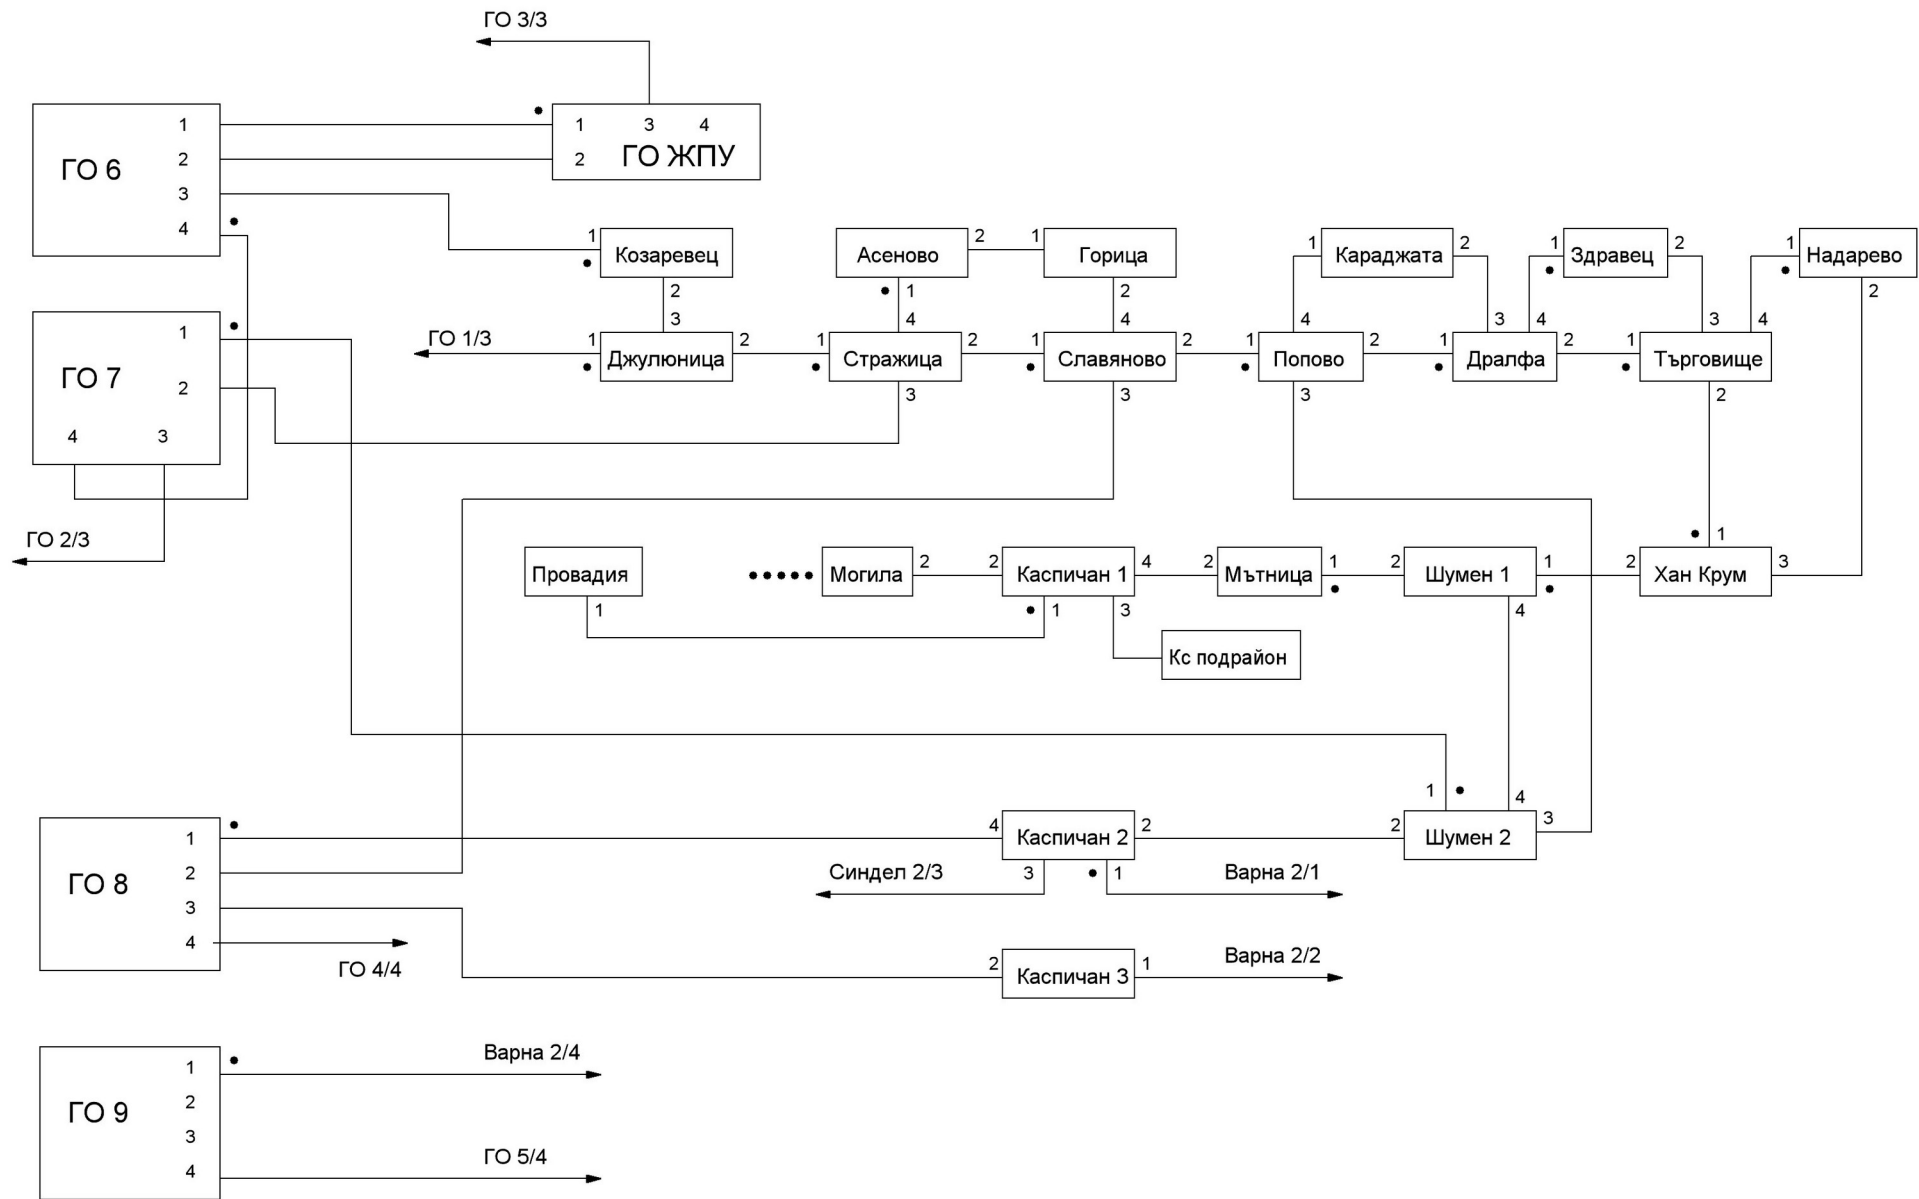 ГО 3/3
ГО 6
1
2
3
4
1 3 4
2 ГО ЖПУ
1 Козаревец
2
Асеново 2
1
1 Горица
2
1 Караджата 2
1 Здравец 2
1 Надарево
2
ГО 7
1
2
4 3
ГО 1/3
3
1 Джулюница 2
4
1 Стражица 2
3
4
1 Славяново 2
3
4
1 Попово 2
3
3 4
1 Дралфа 2
3 4
1 Търговище
2
ГО 2/3
Провадия
1
Могила 2
2 Каспичан 1 4
1 3
2 Мътница 1
2 Шумен 1 1
4
1
2 Хан Крум 3
Кс подрайон
ГО 8
1
2
3
4
ГО 4/4
4 Каспичан 2 2
3 1
Синдел 2/3
Варна 2/1
1 4
2 Шумен 2 3
2 Каспичан 3 1
Варна 2/2
ГО 9
1
2
3
4
Варна 2/4
ГО 5/4